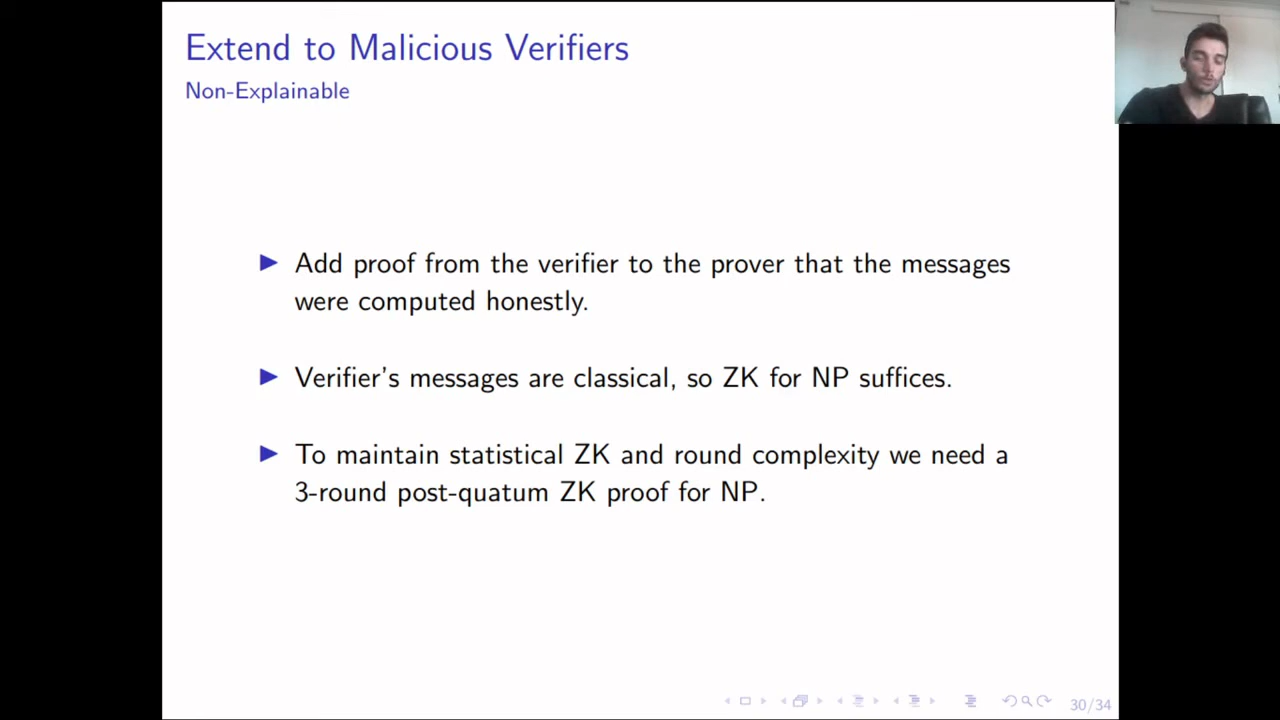 Extend to Malicious Verifiers
Non-Explainable
Add proof from the verifier to the prover that the messages
were computed honestly.
Verifier's messages are classical, so ZK for NP suffices.
To maintain statistical ZK and round complexity we need a
3-round post-quatum ZK proof for NP.
30/34